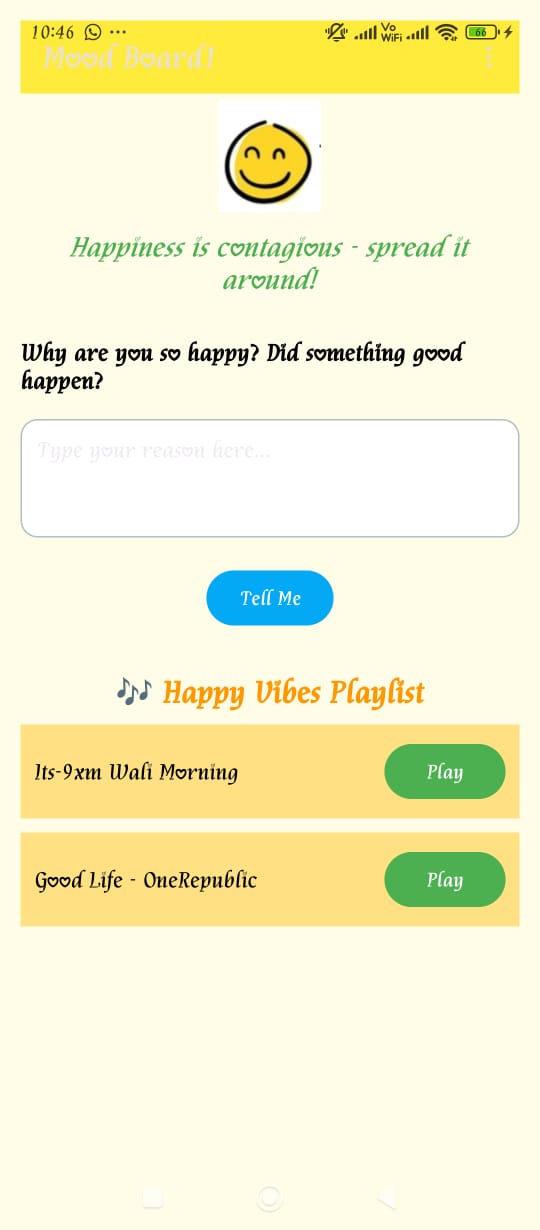 10:46
Vo
WiFi
66
Mood Board!
Happiness is contagious - spread it
around!
Why are you so happy? Did something good
happen?
Type your reason here...
Tell Me
🎶 Happy Vibes Playlist
Its-9xm Wali Morning
Play
Good Life - OneRepublic
Play